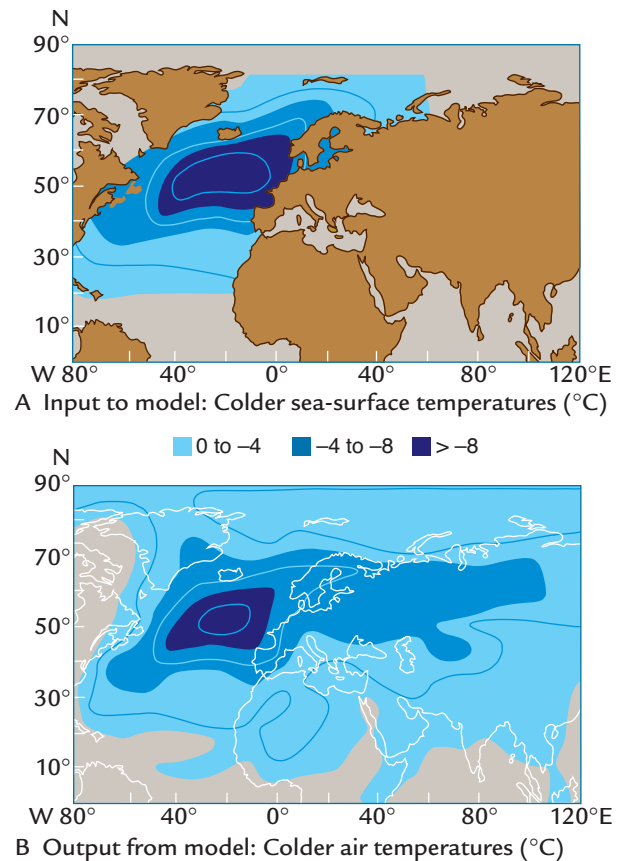 N
90°
70°
50°
30°
10°
W 80° 40° 0° 40° 80° 120°E
A Input to model: Colder sea-surface temperatures (°C)
0 to –4 –4 to –8 > –8
N
90°
70°
50°
30°
10°
W 80° 40° 0° 40° 80° 120°E
B Output from model: Colder air temperatures (°C)